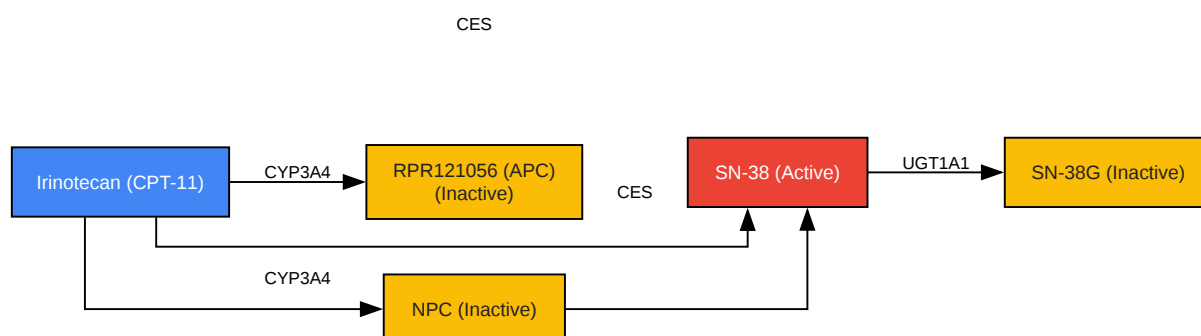 CES
Irinotecan (CPT-11)
CYP3A4
RPR121056 (APC)
(Inactive)
CES
SN-38 (Active)
UGT1A1
SN-38G (Inactive)
CYP3A4
NPC (Inactive)